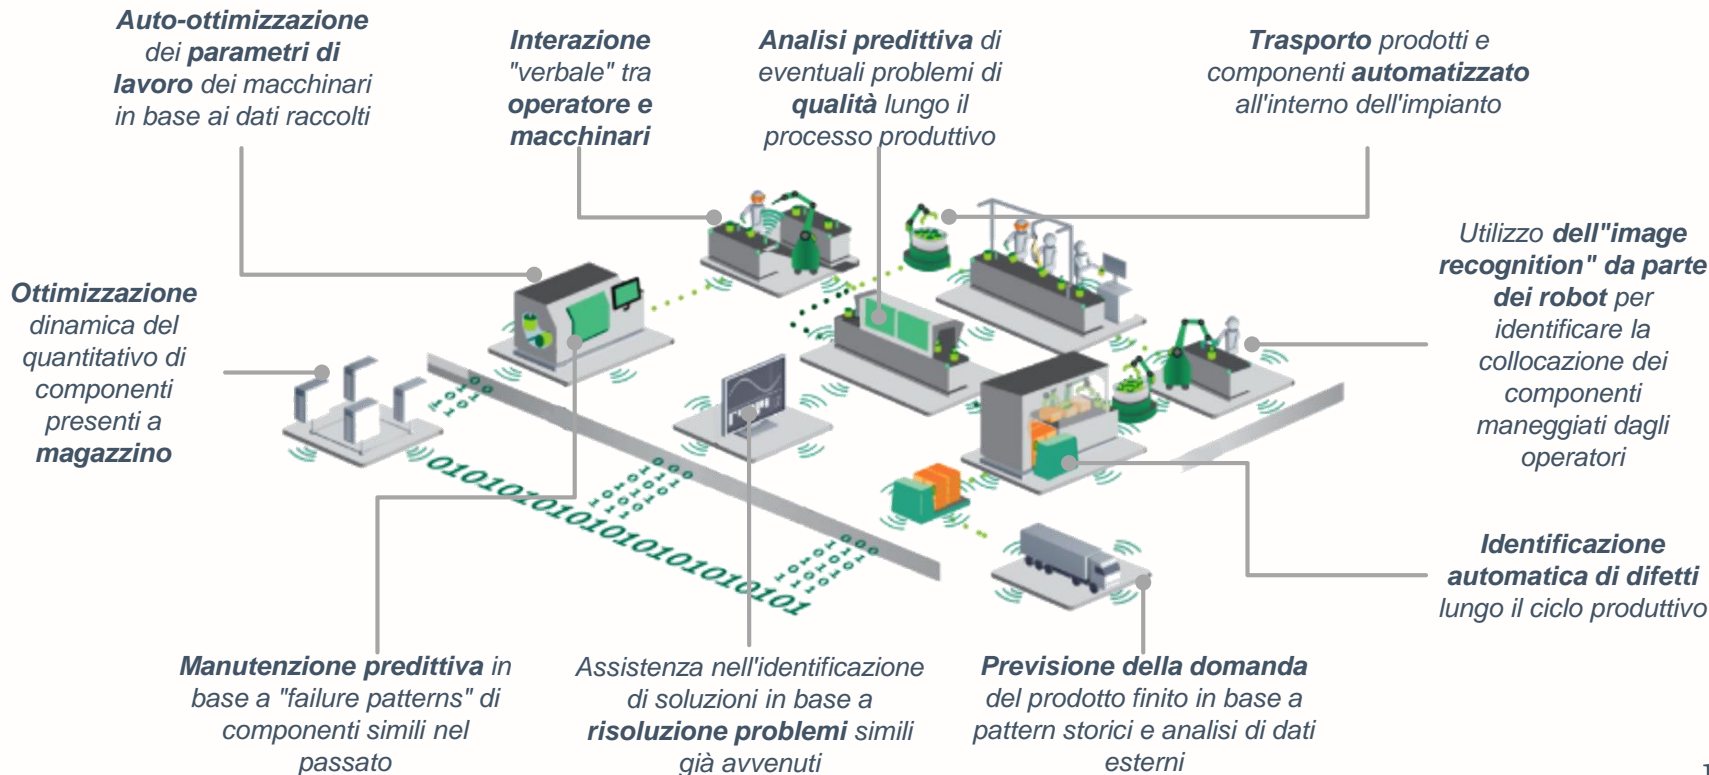 Auto-ottimizzazione
dei parametri di
lavoro dei macchinari
in base ai dati raccolti
Interazione
"verbale" tra
operatore e
macchinari
Analisi predittiva di
eventuali problemi di
qualità lungo il
processo produttivo
Trasporto prodotti e
componenti automatizzato
all'interno dell'impianto
Utilizzo dell"image
recognition" da parte
dei robot per
identificare la
collocazione dei
componenti
maneggiati dagli
operatori
Ottimizzazione
dinamica del
quantitativo di
componenti
presenti a
magazzino
Identificazione
automatica di difetti
lungo il ciclo produttivo
Manutenzione predittiva in
base a "failure patterns" di
componenti simili nel
passato
Assistenza nell'identificazione
di soluzioni in base a
risoluzione problemi simili
già avvenuti
Previsione della domanda
del prodotto finito in base a
pattern storici e analisi di dati
esterni
1